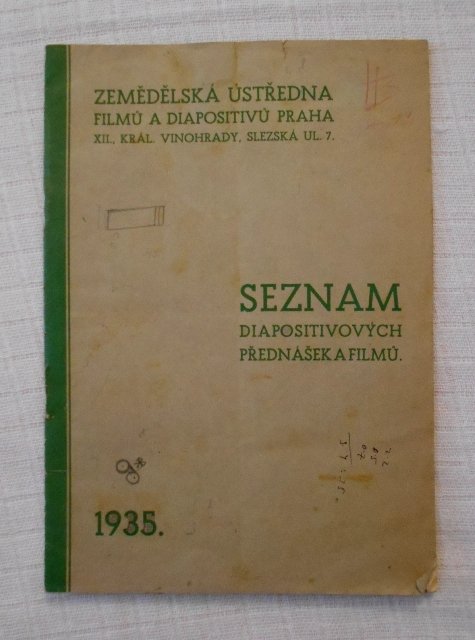 ZEMĚDĚLSKÁ ÚSTŘEDNA
FILMŮ A DIAPOSITIVŮ PRAHA
XII., KRÁL. VINOHRADY, SLEZSKÁ UL. 7.
SEZNAM
DIAPOSITIVOVÝCH
PŘEDNÁŠEK A FILMŮ.
1935.